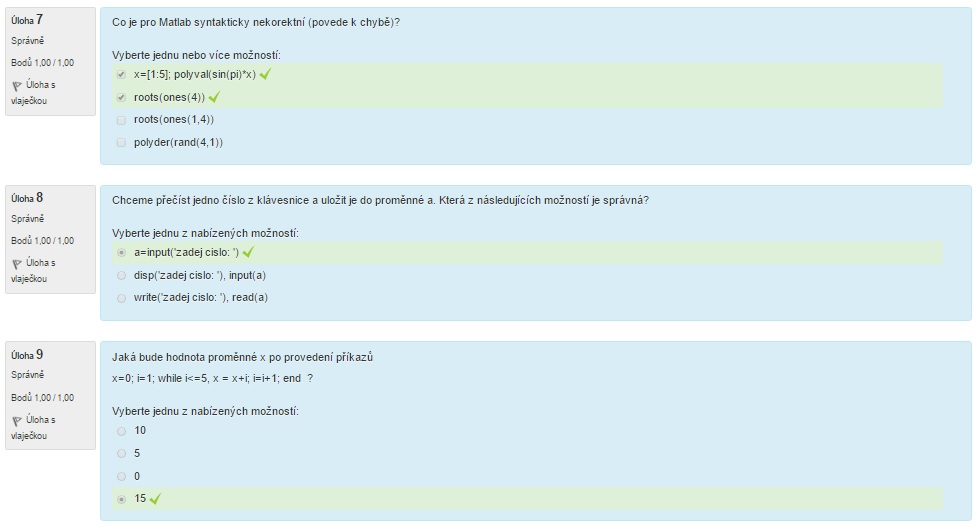 Úloha 7
Správně
Bodů 1,00 / 1,00
Úloha s
vlaječkou
Co je pro Matlab syntakticky nekorektní (povede k chybě)?
Vyberte jednu nebo více možností:
x=[1:5]; polyval(sin(pi)*x)
roots(ones(4))
roots(ones(1,4))
polyder(rand(4,1))
Úloha 8
Správně
Bodů 1,00 / 1,00
Úloha s
vlaječkou
Chceme přečíst jedno číslo z klávesnice a uložit je do proměnné a. Která z následujících možností je správná?
Vyberte jednu z nabízených možností:
a=input('zadej cislo: ')
disp('zadej cislo: '), input(a)
write('zadej cislo: '), read(a)
Úloha 9
Správně
Bodů 1,00 / 1,00
Úloha s
vlaječkou
Jaká bude hodnota proměnné x po provedení příkazů
x=0; i=1; while i<=5, x = x+i; i=i+1; end ?
Vyberte jednu z nabízených možností:
10
5
0
15